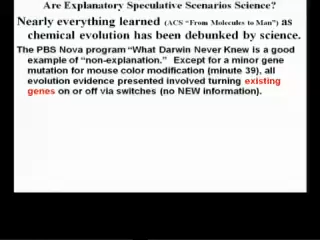 Are Explanatory Speculative Scenarios Science?
Nearly everything learned (ACS “From Molecules to Man”) as
chemical evolution has been debunked by science.
The PBS Nova program “What Darwin Never Knew is a good
example of “non-explanation.”  Except for a minor gene
mutation for mouse color modification (minute 39), all
evolution evidence presented involved turning existing
genes on or off via switches (no NEW information).